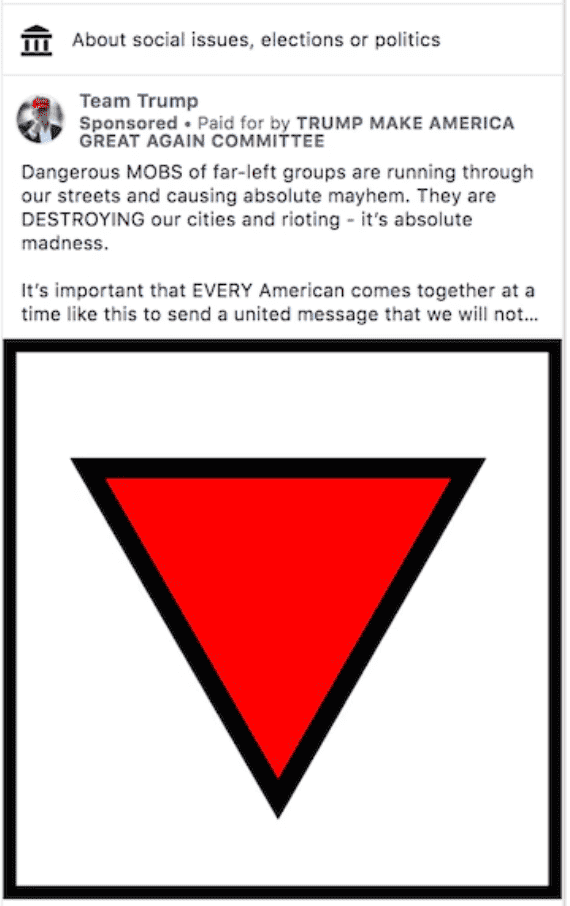 About social issues, elections or politics
Team Trump
Sponsored • Paid for by TRUMP MAKE AMERICA
GREAT AGAIN COMMITTEE
Dangerous MOBS of far-left groups are running through
our streets and causing absolute mayhem. They are
DESTROYING our cities and rioting - it's absolute
madness.
It's important that EVERY American comes together at a
time like this to send a united message that we will not...